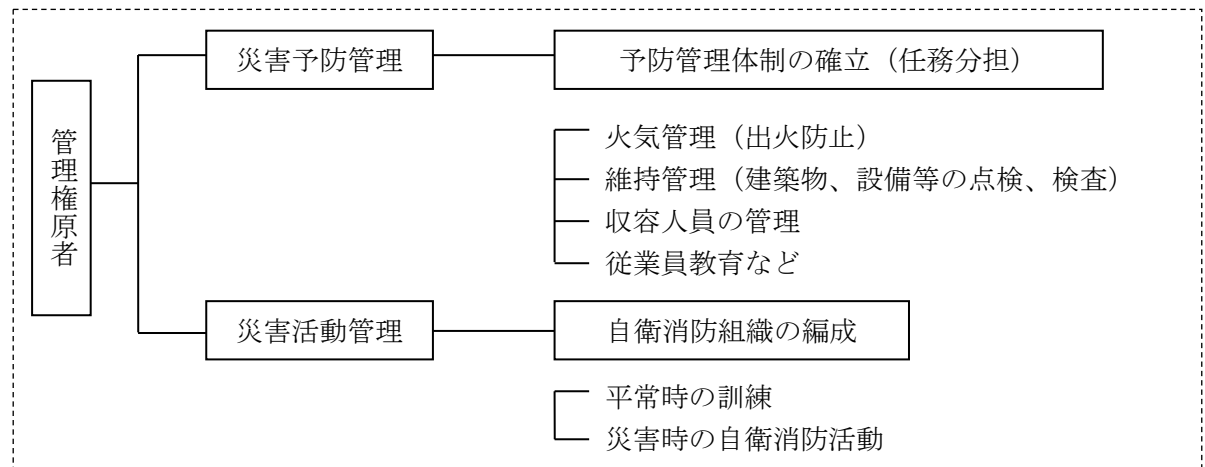 管理権原者
災害予防管理
予防管理体制の確立（任務分担）
火気管理（出火防止）
維持管理（建築物、設備等の点検、検査）
収容人員の管理
従業員教育など
災害活動管理
自衛消防組織の編成
平常時の訓練
災害時の自衛消防活動